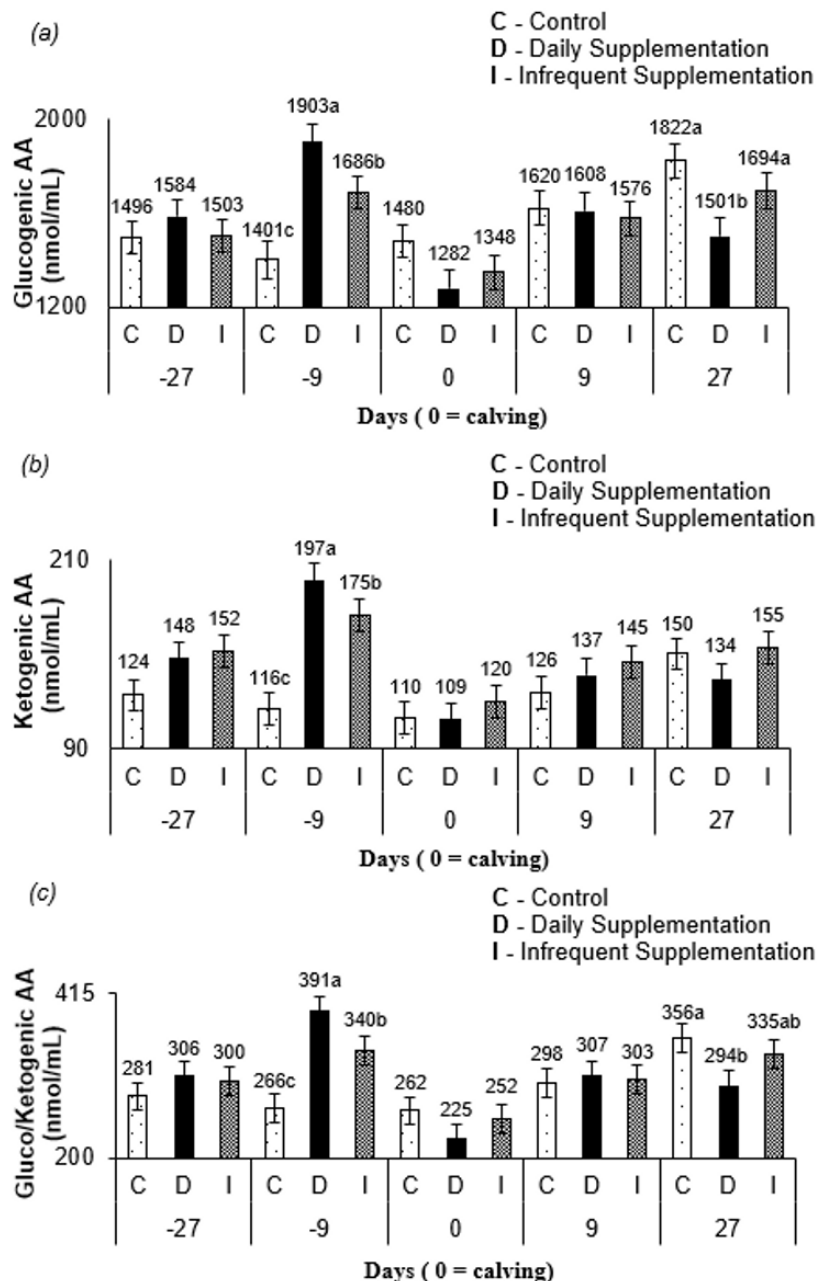 (a)
C - Control
D - Daily Supplementation
I - Infrequent Supplementation
Glucogenic AA
(nmol/mL)
2000
1200
1496 1584 1503 1401c 1903a 1686b 1480 1282 1348 1620 1608 1576 1822a 1501b 1694a
C D I C D I C D I C D I C D I
-27 -9 0 9 27
Days ( 0 = calving)
(b)
C - Control
D - Daily Supplementation
I - Infrequent Supplementation
Ketogenic AA
(nmol/mL)
210
90
124 148 152 116c 197a 175b 110 109 120 126 137 145 150 134 155
C D I C D I C D I C D I C D I
-27 -9 0 9 27
Days ( 0 = calving)
(c)
C - Control
D - Daily Supplementation
I - Infrequent Supplementation
Gluco/Ketogenic AA
(nmol/mL)
415
200
281 306 300 266c 391a 340b 262 225 252 298 307 303 356a 294b 335ab
C D I C D I C D I C D I C D I
-27 -9 0 9 27
Days ( 0 = calving)